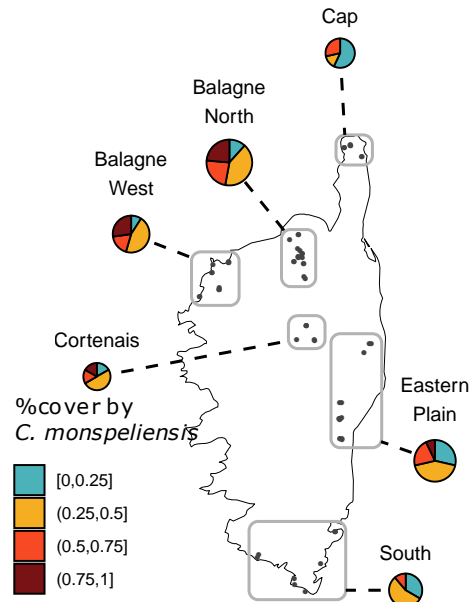 Cap
Balagne
North
Balagne
West
Cortenais
%cover by
C. monspeliensis
[0,0.25]
(0.25,0.5]
(0.5,0.75]
(0.75,1]
Eastern
Plain
South